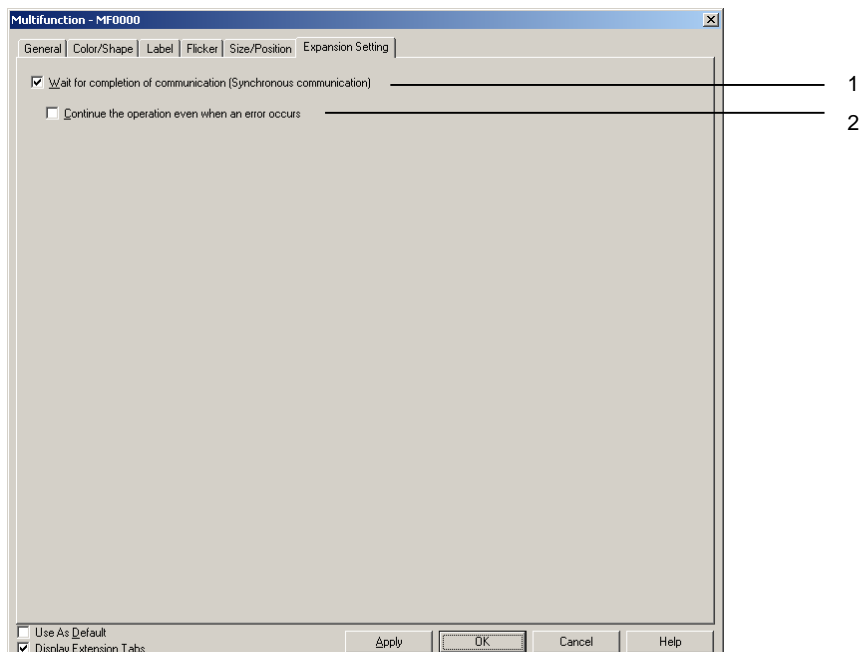 Multifunction - MF0000
General Color/Shape Label Flicker Size/Position Expansion Setting
Wait for completion of communication (Synchronous communication)
1
Continue the operation even when an error occurs
2
Use As Default
Display Extension Tabs
Apply OK Cancel Help